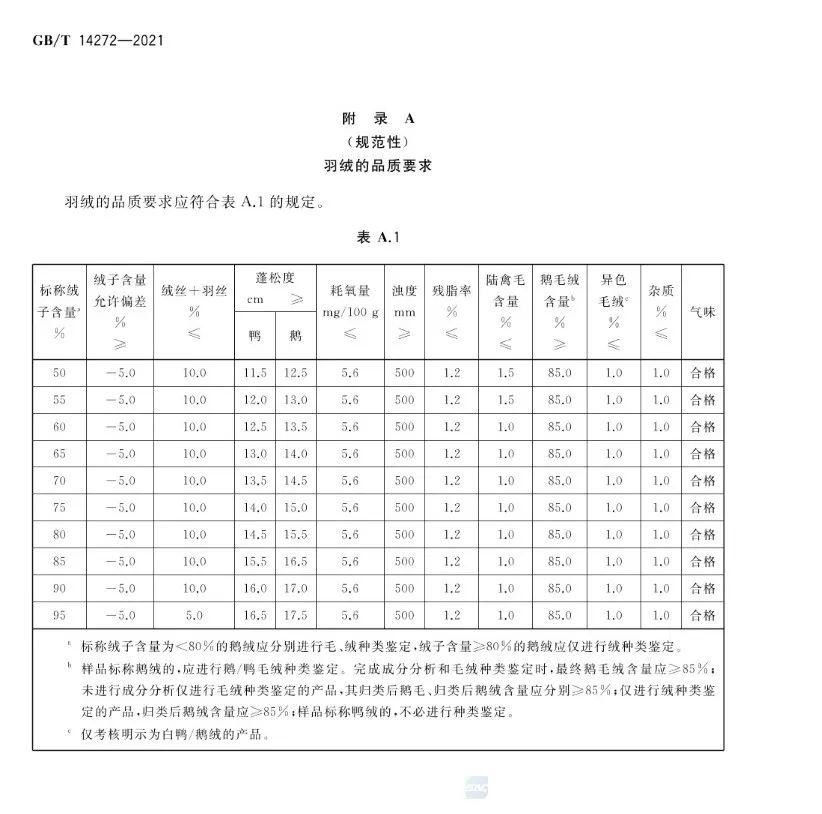 GB/T 14272—2021
附 录 A
(规范性)
羽绒的品质要求
羽绒的品质要求应符合表 A.1 的规定。
表 A.1
标称绒子含量ᵃ % 绒子含量允许偏差 % ≥ 绒丝+羽丝 % ≤ 蓬松度 cm ≥ 耗氧量 mg/100 g ≤ 浊度 mm ≥ 残脂率 % ≤ 陆禽毛含量 % ≤ 鹅毛绒含量ᵇ % ≥ 异色毛绒ᶜ % ≤ 杂质 % ≤ 气味
鸭 鹅
50 −5.0 10.0 11.5 12.5 5.6 500 1.2 1.5 85.0 1.0 1.0 合格
55 −5.0 10.0 12.0 13.0 5.6 500 1.2 1.5 85.0 1.0 1.0 合格
60 −5.0 10.0 12.5 13.5 5.6 500 1.2 1.0 85.0 1.0 1.0 合格
65 −5.0 10.0 13.0 14.0 5.6 500 1.2 1.0 85.0 1.0 1.0 合格
70 −5.0 10.0 13.5 14.5 5.6 500 1.2 1.0 85.0 1.0 1.0 合格
75 −5.0 10.0 14.0 15.0 5.6 500 1.2 1.0 85.0 1.0 1.0 合格
80 −5.0 10.0 14.5 15.5 5.6 500 1.2 1.0 85.0 1.0 1.0 合格
85 −5.0 10.0 15.5 16.5 5.6 500 1.2 1.0 85.0 1.0 1.0 合格
90 −5.0 10.0 16.0 17.0 5.6 500 1.2 1.0 85.0 1.0 1.0 合格
95 −5.0 5.0 16.5 17.5 5.6 500 1.2 1.0 85.0 1.0 1.0 合格
ᵃ 标称绒子含量为<80%的鹅绒应分别进行毛、绒种类鉴定,绒子含量≥80%的鹅绒应仅进行绒种类鉴定。
ᵇ 样品标称鹅绒的,应进行鹅/鸭毛绒种类鉴定。完成成分分析和毛绒种类鉴定时,最终鹅毛绒含量应≥85%;
未进行成分分析仅进行毛绒种类鉴定的产品,其归类后鹅毛、归类后鹅绒含量应分别≥85%;仅进行绒种类鉴
定的产品,归类后鹅绒含量应≥85%;样品标称鸭绒的,不必进行种类鉴定。
ᶜ 仅考核明示为白鸭/鹅绒的产品。